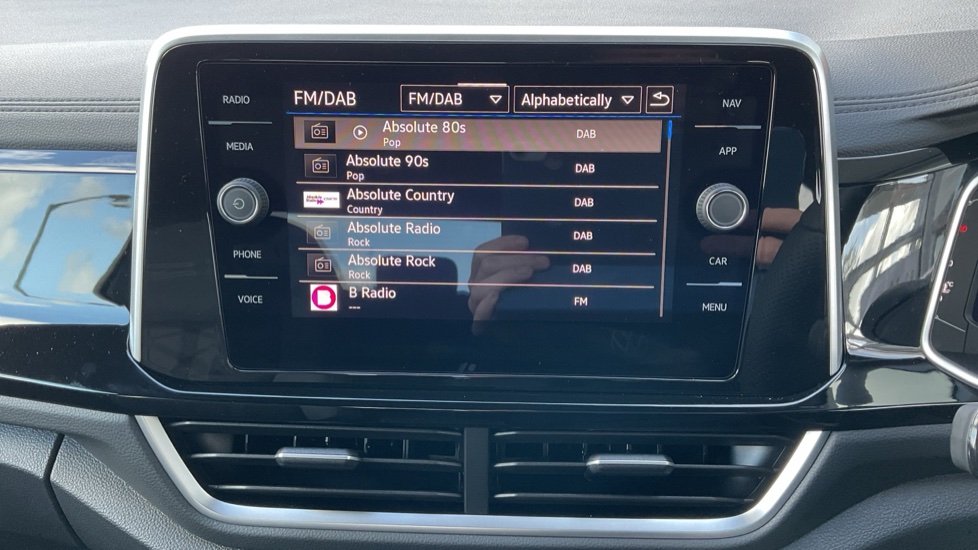 RADIO
MEDIA
PHONE
VOICE
FM/DAB FM/DAB Alphabetically
Absolute 80s DAB
Pop
Absolute 90s DAB
Pop
Absolute Country DAB
Country
Absolute Radio DAB
Rock
Absolute Rock DAB
Rock
B Radio FM
---
NAV
APP
CAR
MENU